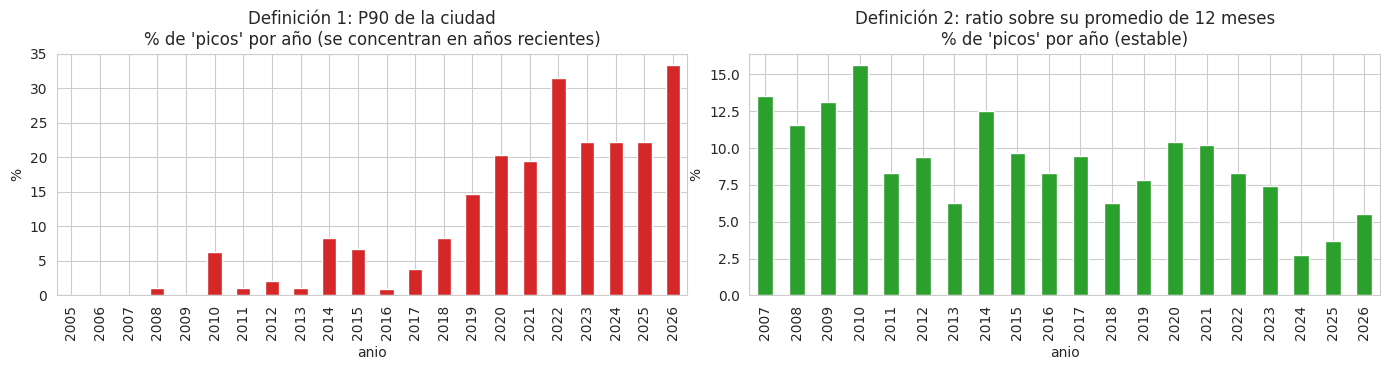 Definición 1: P90 de la ciudad
% de 'picos' por año (se concentran en años recientes)
35
30
25
20
15
10
5
0
%
2005 2006 2007 2008 2009 2010 2011 2012 2013 2014 2015 2016 2017 2018 2019 2020 2021 2022 2023 2024 2025 2026
anio
Definición 2: ratio sobre su promedio de 12 meses
% de 'picos' por año (estable)
15.0
12.5
10.0
7.5
5.0
2.5
0.0
%
2007 2008 2009 2010 2011 2012 2013 2014 2015 2016 2017 2018 2019 2020 2021 2022 2023 2024 2025 2026
anio